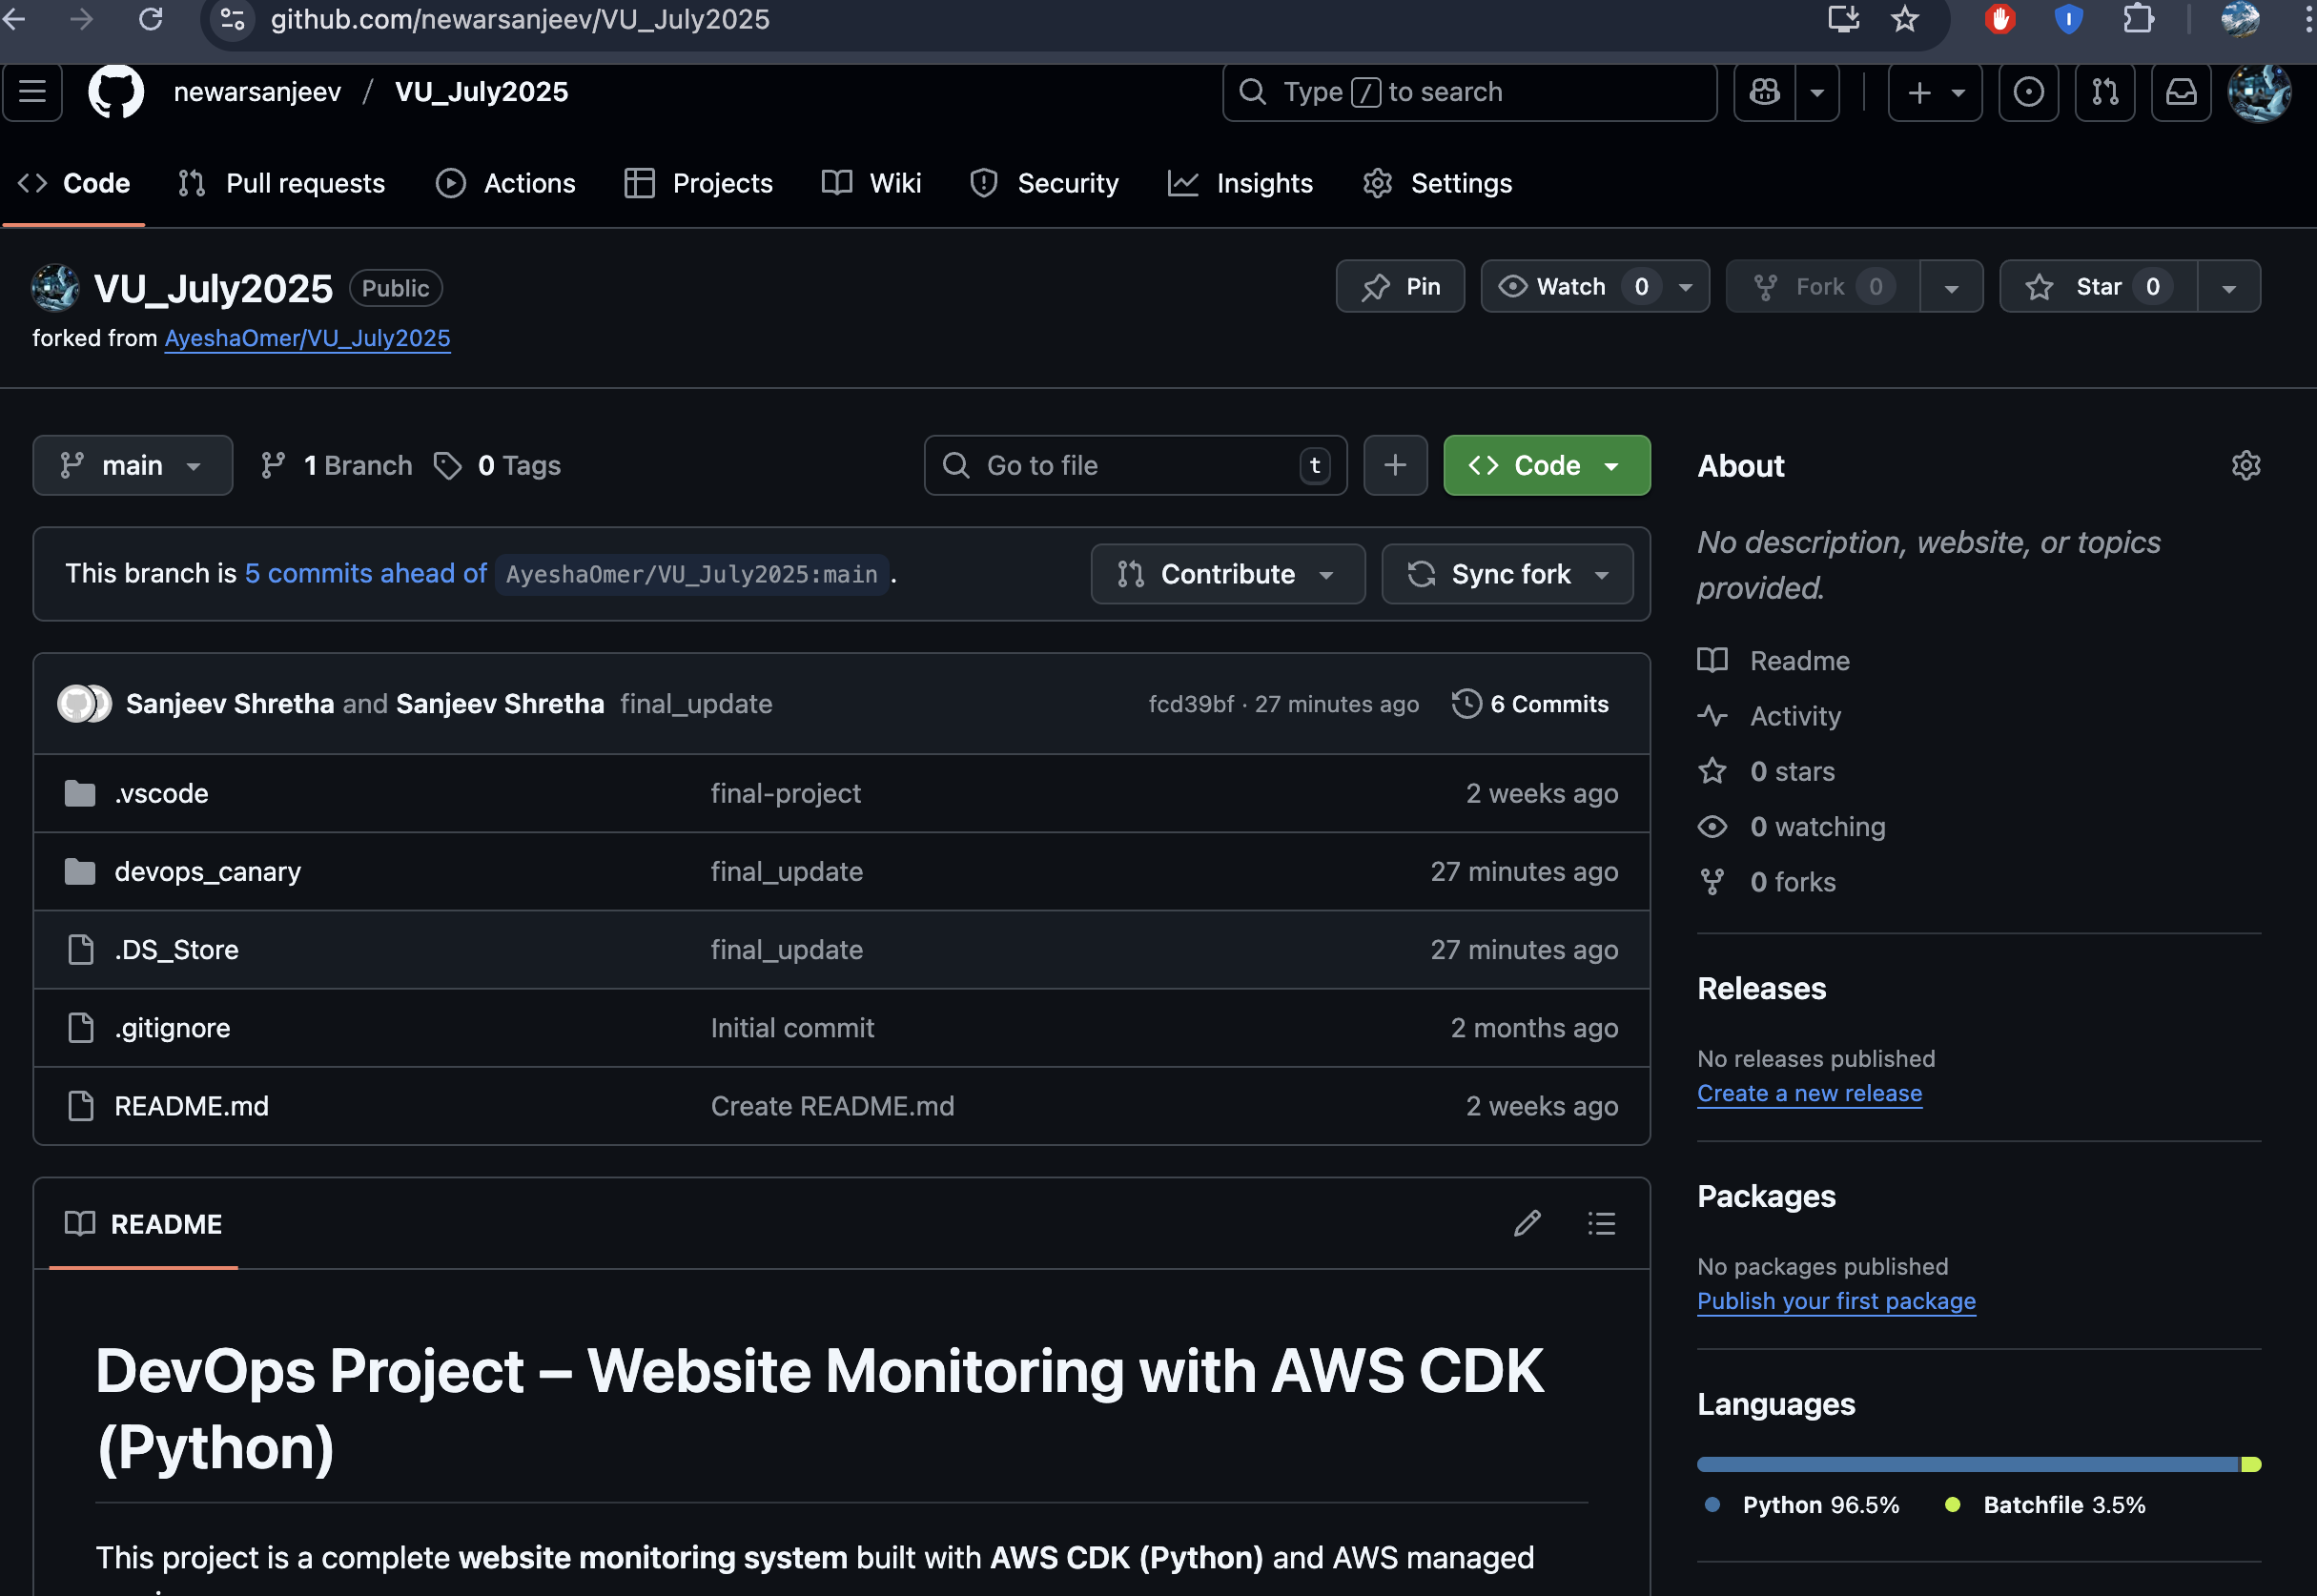 github.com/newarsanjeev/VU_July2025
newarsanjeev / VU_July2025
Type / to search
Code Pull requests Actions Projects Wiki Security Insights Settings
VU_July2025 Public
Pin Watch 0 Fork 0 Star 0
forked from AyeshaOmer/VU_July2025
main 1 Branch 0 Tags
Go to file t
Code
This branch is 5 commits ahead of AyeshaOmer/VU_July2025:main .
Contribute Sync fork
Sanjeev Shretha and Sanjeev Shretha final_update fcd39bf · 27 minutes ago 6 Commits
.vscode final-project 2 weeks ago
devops_canary final_update 27 minutes ago
.DS_Store final_update 27 minutes ago
.gitignore Initial commit 2 months ago
README.md Create README.md 2 weeks ago
README
DevOps Project – Website Monitoring with AWS CDK
(Python)
This project is a complete website monitoring system built with AWS CDK (Python) and AWS managed
About
No description, website, or topics
provided.
Readme
Activity
0 stars
0 watching
0 forks
Releases
No releases published
Create a new release
Packages
No packages published
Publish your first package
Languages
Python 96.5% Batchfile 3.5%